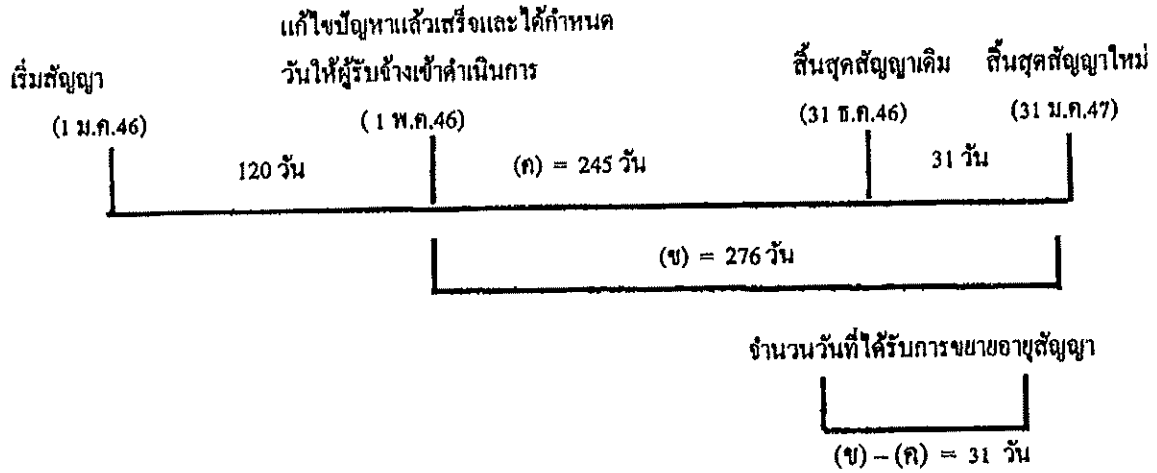 แก้ไขปัญหาแล้วเสร็จและได้กำหนด
เริ่มสัญญา วันให้ผู้รับจ้างเข้าดำเนินการ สิ้นสุดสัญญาเดิม สิ้นสุดสัญญาใหม่
(1 ม.ค.46) ( 1 พ.ค.46) (31 ธ.ค.46) (31 ม.ค.47)
120 วัน (ค) = 245 วัน 31 วัน
(ข) = 276 วัน
จำนวนวันที่ได้รับการขยายอายุสัญญา
(ข) – (ค) = 31 วัน